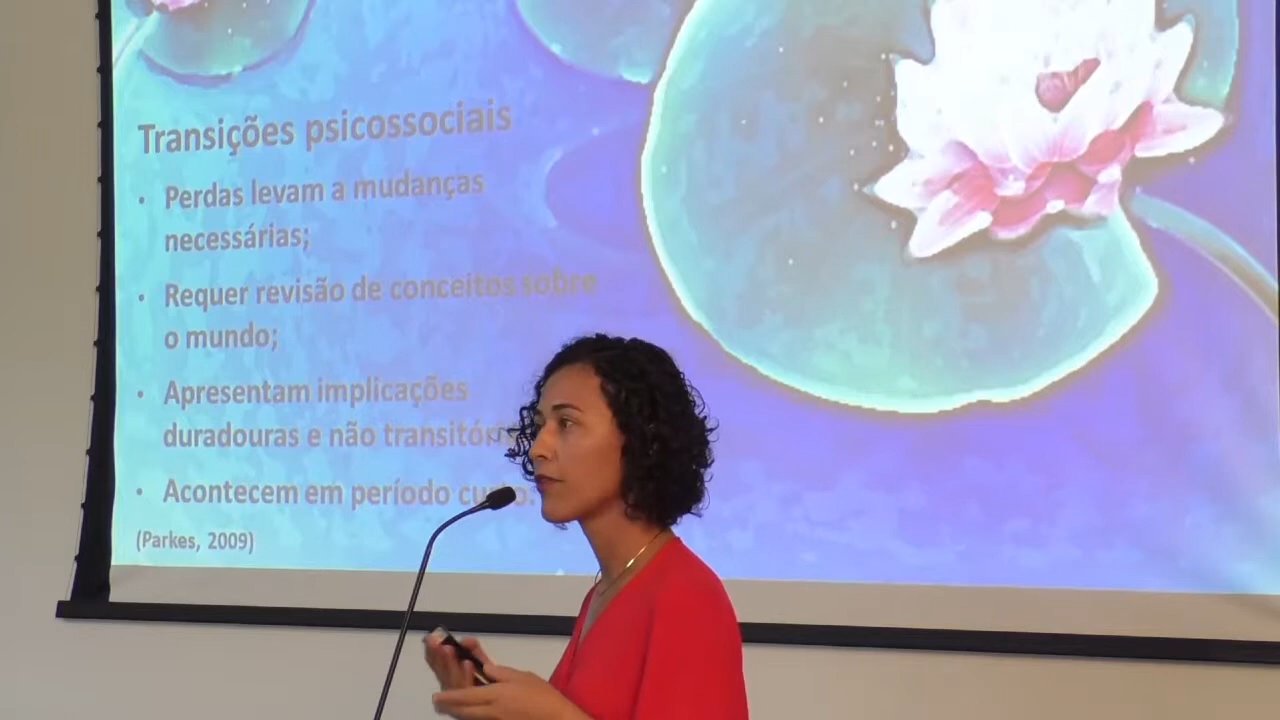 Transições psicossociais
• Perdas levam a mudanças
necessárias;
• Requer revisão de conceitos sobre
o mundo;
• Apresentam implicações
duradouras e não
• Acontecem em período
(Parkes, 2009)